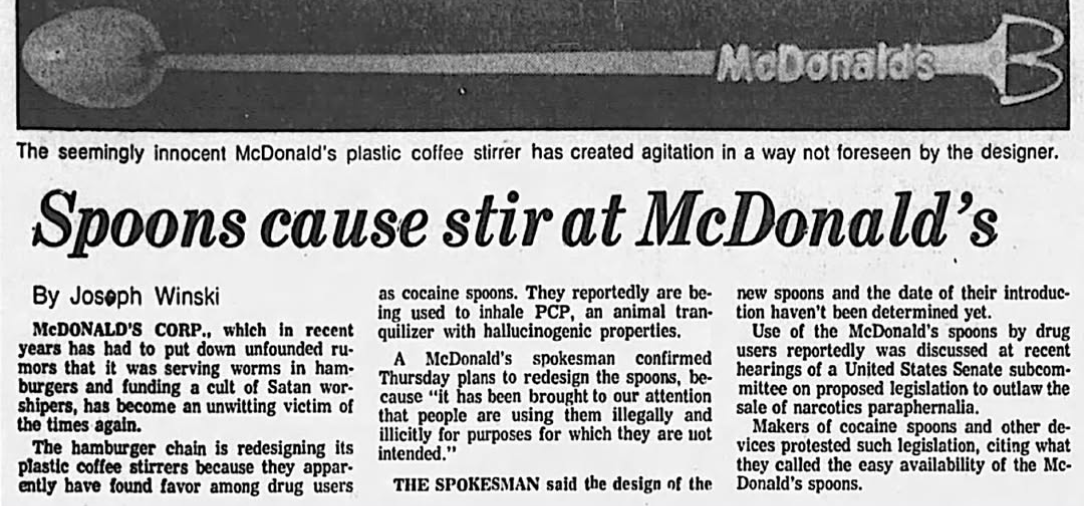 McDonald's
The seemingly innocent McDonald's plastic coffee stirrer has created agitation in a way not foreseen by the designer.
Spoons cause stir at McDonald's
By Joseph Winski
McDONALD'S CORP., which in recent
years has had to put down unfounded ru-
mors that it was serving worms in ham-
burgers and funding a cult of Satan wor-
shipers, has become an unwitting victim of
the times again.
The hamburger chain is redesigning its
plastic coffee stirrers because they appar-
ently have found favor among drug users
as cocaine spoons. They reportedly are be-
ing used to inhale PCP, an animal tran-
quilizer with hallucinogenic properties.
A McDonald's spokesman confirmed
Thursday plans to redesign the spoons, be-
cause "it has been brought to our attention
that people are using them illegally and
illicitly for purposes for which they are not
intended."
THE SPOKESMAN said the design of the
new spoons and the date of their introduc-
tion haven't been determined yet.
Use of the McDonald's spoons by drug
users reportedly was discussed at recent
hearings of a United States Senate subcom-
mittee on proposed legislation to outlaw the
sale of narcotics paraphernalia.
Makers of cocaine spoons and other de-
vices protested such legislation, citing what
they called the easy availability of the Mc-
Donald's spoons.